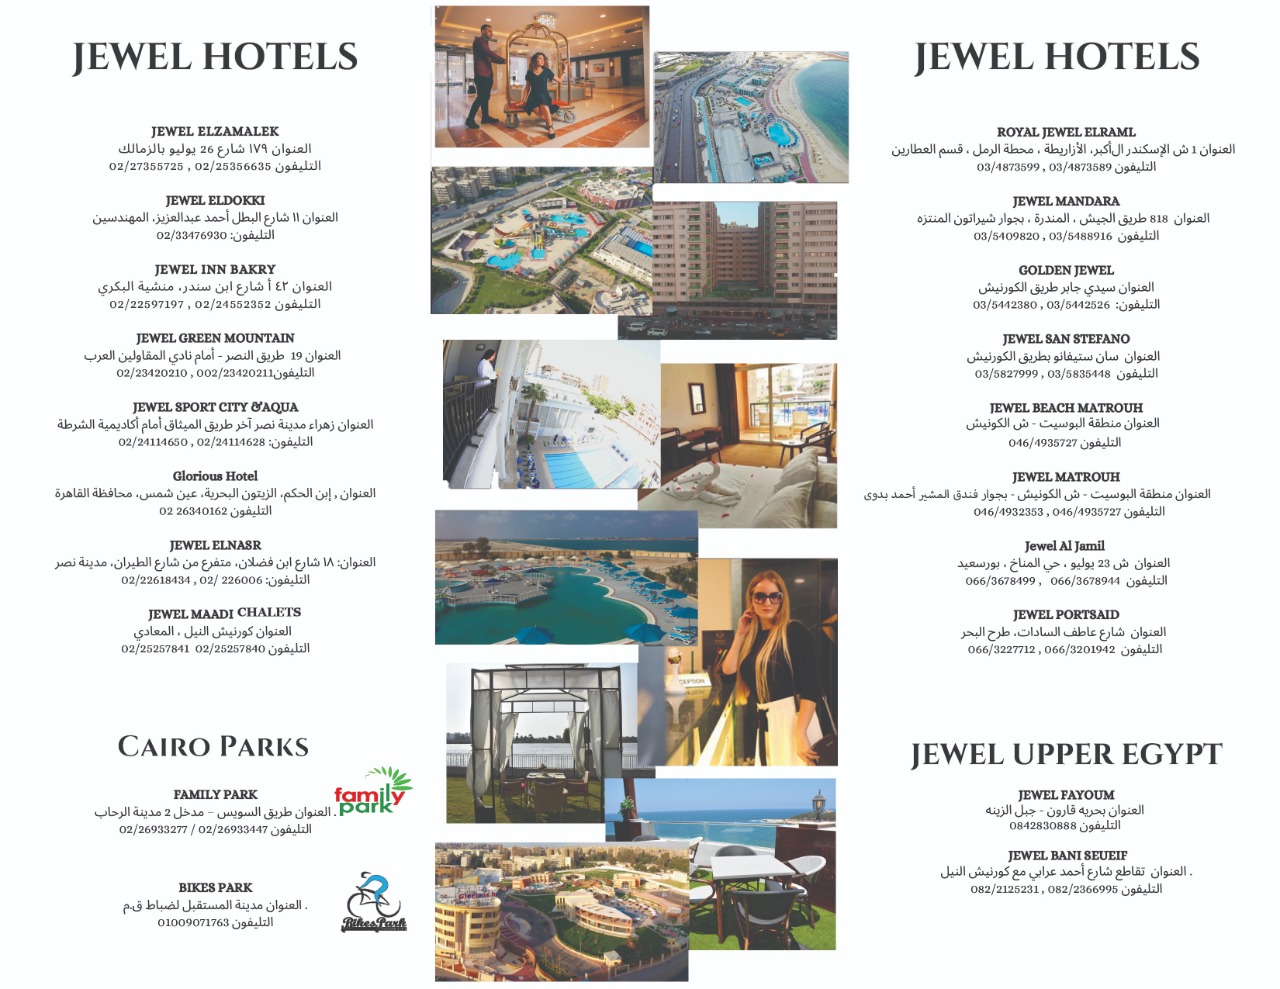 JEWEL HOTELS
JEWEL ELZAMALEK
العنوان ١٧٩ شارع 26 يوليو بالزمالك
التليفون 02/25356635 , 02/27355725
JEWEL ELDOKKI
العنوان ١١ شارع البطل أحمد عبدالعزيز، المهندسين
التليفون: 02/33476930
JEWEL INN BAKRY
العنوان ٤٢ أ شارع ابن سندر، منشية البكري
التليفون 02/24552352 , 02/22597197
JEWEL GREEN MOUNTAIN
العنوان 19 طريق النصر - أمام نادي المقاولين العرب
التليفون002/23420211 , 02/23420210
JEWEL SPORT CITY &AQUA
العنوان زهراء مدينة نصر آخر طريق الميثاق أمام أكاديمية الشرطة
التليفون: 02/24114628 , 02/24114650
Glorious Hotel
العنوان , إبن الحكم، الزيتون البحرية، عين شمس، محافظة القاهرة
التليفون 26340162 02
JEWEL ELNASR
العنوان: ١٨ شارع ابن فضلان، متفرع من شارع الطيران، مدينة نصر
التليفون: 226006 /02 , 02/22618434
JEWEL MAADI CHALETS
العنوان كورنيش النيل ، المعادي
التليفون 02/25257840 02/25257841
CAIRO PARKS
FAMILY PARK
. العنوان طريق السويس – مدخل 2 مدينة الرحاب
التليفون 02/26933447 / 02/26933277
family
park
BIKES PARK
. العنوان مدينة المستقبل لضباط ق.م
التليفون 01009071763
BikesPark
CEPTION
JEWEL HOTELS
ROYAL JEWEL ELRAML
العنوان 1 ش الإسكندر الأكبر، الأزاريطة ، محطة الرمل ، قسم العطارين
التليفون 03/4873589 , 03/4873599
JEWEL MANDARA
العنوان 818 طريق الجيش ، المندرة ، بجوار شيراتون المنتزه
التليفون 03/5488916 , 03/5409820
GOLDEN JEWEL
العنوان سيدي جابر طريق الكورنيش
التليفون: 03/5442526 , 03/5442380
JEWEL SAN STEFANO
العنوان سان ستيفانو بطريق الكورنيش
التليفون 03/5835448 , 03/5827999
JEWEL BEACH MATROUH
العنوان منطقة البوسيت - ش الكونيش
التليفون 046/4935727
JEWEL MATROUH
العنوان منطقة البوسيت - ش الكونيش - بجوار فندق المشير أحمد بدوى
التليفون 046/4935727 , 046/4932353
Jewel Al Jamil
العنوان ش 23 يوليو ، حي المناخ ، بورسعيد
التليفون 066/3678944 , 066/3678499
JEWEL PORTSAID
العنوان شارع عاطف السادات، طرح البحر
التليفون 066/3201942 , 066/3227712
JEWEL UPPER EGYPT
JEWEL FAYOUM
العنوان بحريه قارون - جبل الزينه
التليفون 0842830888
JEWEL BANI SEUEIF
. العنوان تقاطع شارع أحمد عرابي مع كورنيش النيل
التليفون 082/2366995 , 082/2125231